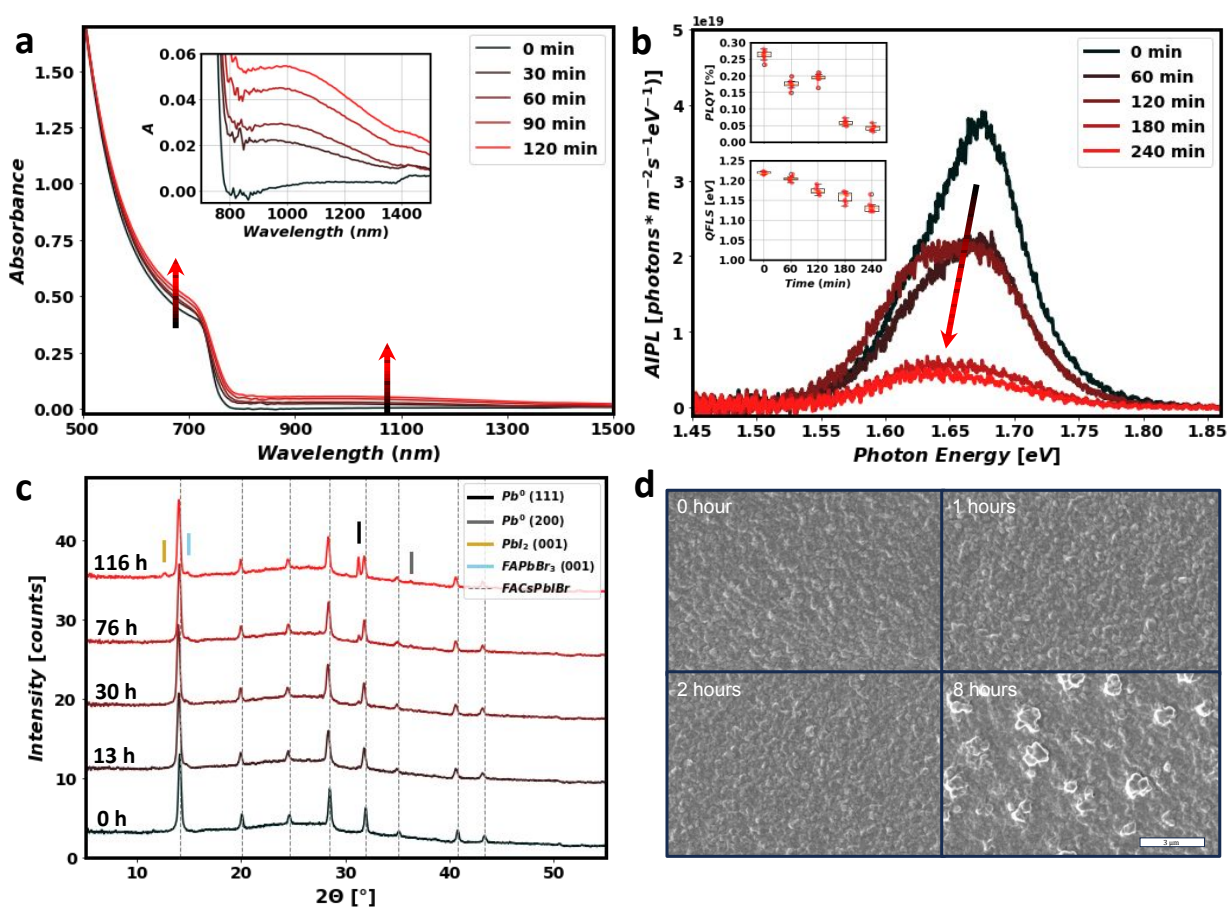 a
Absorbance
1.50
1.25
1.00
0.75
0.50
0.25
0.00
500
700
900
1100
1300
1500
Wavelength (nm)
0 min
30 min
60 min
90 min
120 min
A
0.06
0.04
0.02
0.00
800
1000
1200
1400
Wavelength (nm)
b
1e19
AIPL [photons* m⁻²s⁻¹eV⁻¹)]
5
4
3
2
1
0
1.45
1.50
1.55
1.60
1.65
1.70
1.75
1.80
1.85
Photon Energy [eV]
0 min
60 min
120 min
180 min
240 min
PLQY [%]
0.30
0.25
0.20
0.15
0.10
0.05
0.00
QFLS [eV]
1.25
1.20
1.15
1.10
1.05
1.00
0
60
120
180
240
Time (min)
c
Intensity [counts]
40
30
20
10
0
116 h
76 h
30 h
13 h
0 h
10
20
30
40
50
2Θ [°]
Pb⁰ (111)
Pb⁰ (200)
PbI₂ (001)
FAPbBr₃ (001)
FACsPbIBr
d
0 hour
1 hours
2 hours
8 hours
3 μm